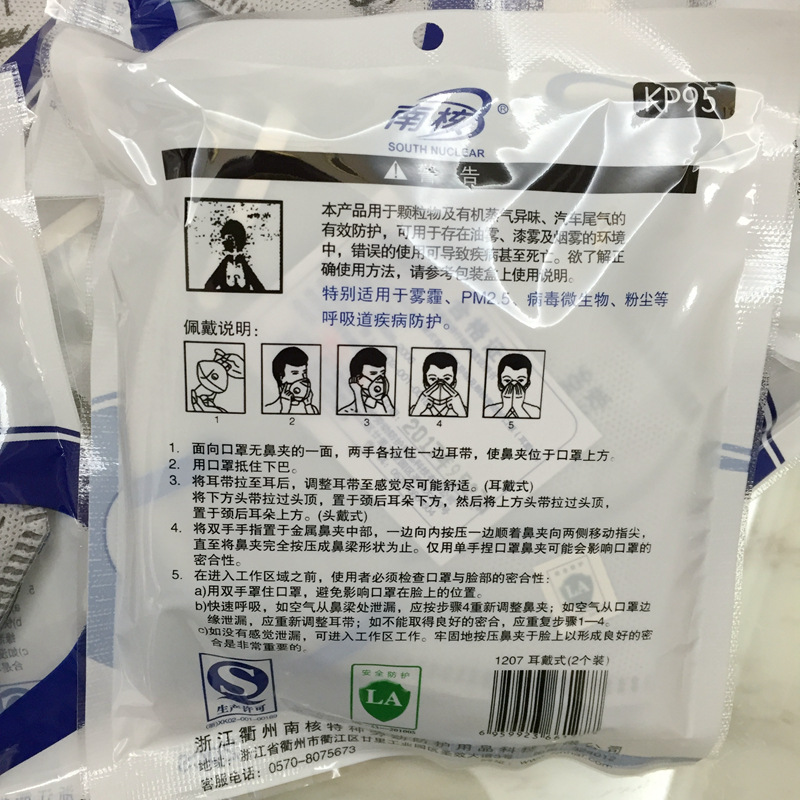 南核®
KP95
SOUTH NUCLEAR
警告
本产品用于颗粒物及有机蒸气异味、汽车尾气的
有效防护，可用于存在油雾、漆雾及烟雾的环境
中，错误的使用可导致疾病甚至死亡。欲了解正
确使用方法，请参考包装盒上使用说明。
特别适用于雾霾、PM2.5、病毒微生物、粉尘等
呼吸道疾病防护。
佩戴说明：
1 2 3 4 5
1. 面向口罩无鼻夹的一面，两手各拉住一边耳带，使鼻夹位于口罩上方。
2. 用口罩抵住下巴。
3. 将耳带拉至耳后，调整耳带至感觉尽可能舒适。(耳戴式)
将下方头带拉过头顶，置于颈后耳朵下方，然后将上方头带拉过头顶，
置于颈后耳朵上方。(头戴式)
4. 将双手手指置于金属鼻夹中部，一边向内按压一边顺着鼻夹向两侧移动指尖，
直至将鼻夹完全按压成鼻梁形状为止。仅用单手捏口罩鼻夹可能会影响口罩的
密合性。
5. 在进入工作区域之前，使用者必须检查口罩与脸部的密合性：
a)用双手罩住口罩，避免影响口罩在脸上的位置。
b)快速呼吸，如空气从鼻梁处泄漏，应按步骤4重新调整鼻夹；如空气从口罩边
缘泄漏，应重新调整耳带；如不能取得良好的密合，应重复步骤1—4。
c)如没有感觉泄漏，可进入工作区工作。牢固地按压鼻夹于脸上以形成良好的密
合是非常重要的。
1207 耳戴式(2个装)
生产许可
安全防护
LA
浙江衢州南核特种劳动防护用品科技有限公司
地址：浙江省衢州市衢江区廿里工业园区
客服电话：0570-8075673